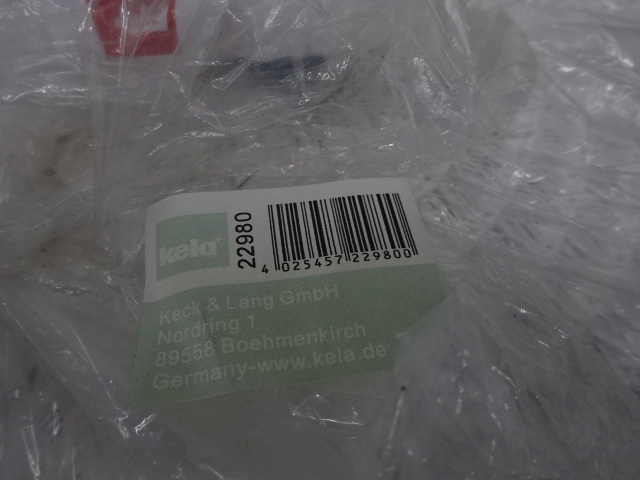 kela
22980
4 025457 229800
Keck & Lang GmbH
Nordring 1
89558 Boehmenkirch
Germany-www.kela.de